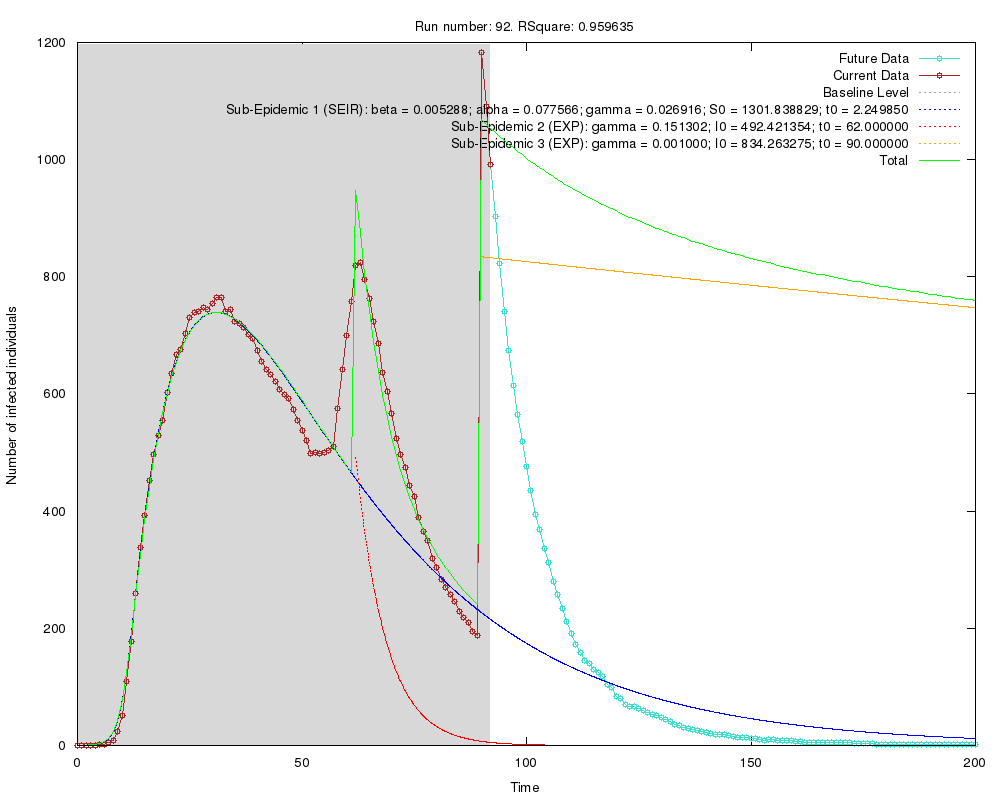 Run number: 92. RSquare: 0.959635
Future Data
Current Data
Baseline Level
Sub-Epidemic 1 (SEIR): beta = 0.005288; alpha = 0.077566; gamma = 0.026916; S0 = 1301.838829; t0 = 2.249850
Sub-Epidemic 2 (EXP): gamma = 0.151302; I0 = 492.421354; t0 = 62.000000
Sub-Epidemic 3 (EXP): gamma = 0.001000; I0 = 834.263275; t0 = 90.000000
Total
1200
1000
800
600
400
200
0
Number of infected individuals
0 50 100 150 200
Time